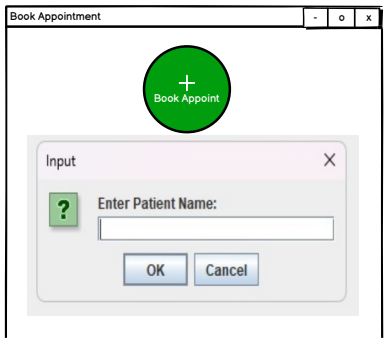 Book Appointment - o x
+
Book Appoint
Input X
?
Enter Patient Name:
OK Cancel